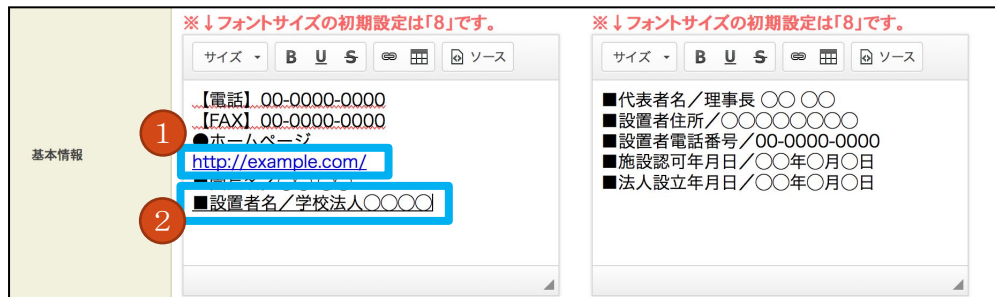 ※↓フォントサイズの初期設定は「8」です。
サイズ B U S ソース
【電話】00-0000-0000
【FAX】00-0000-0000
●ホームページ
http://example.com/
■設置者名／学校法人〇〇〇〇
1
2
基本情報
※↓フォントサイズの初期設定は「8」です。
サイズ B U S ソース
■代表者名／理事長 〇〇 〇〇
■設置者住所／〇〇〇〇〇〇〇〇
■設置者電話番号／00-0000-0000
■施設認可年月日／〇〇年〇月〇日
■法人設立年月日／〇〇年〇月〇日